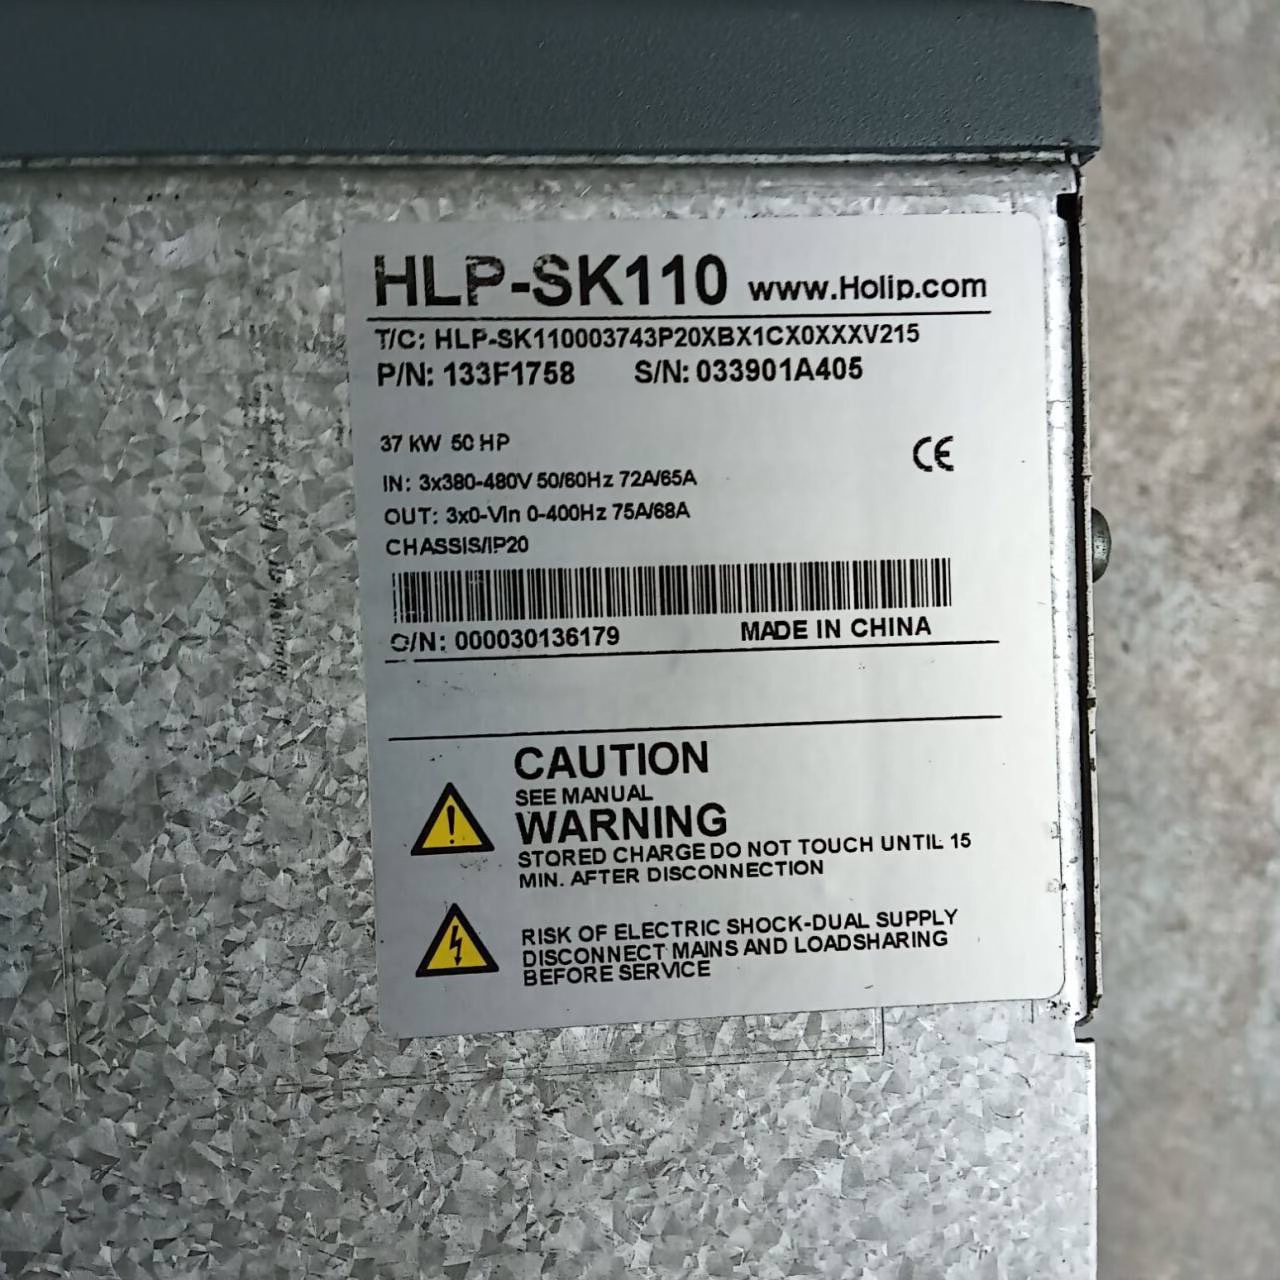 HLP-SK110 www.Holip.com
T/C: HLP-SK110003743P20XBX1CX0XXXV215
P/N: 133F1758 S/N: 033901A405
37 KW 50 HP
CE
IN: 3x380-480V 50/60Hz 72A/65A
OUT: 3x0-Vin 0-400Hz 75A/68A
CHASSIS/IP20
O/N: 000030136179 MADE IN CHINA
CAUTION
SEE MANUAL
WARNING
STORED CHARGE DO NOT TOUCH UNTIL 15
MIN. AFTER DISCONNECTION
RISK OF ELECTRIC SHOCK-DUAL SUPPLY
DISCONNECT MAINS AND LOADSHARING
BEFORE SERVICE